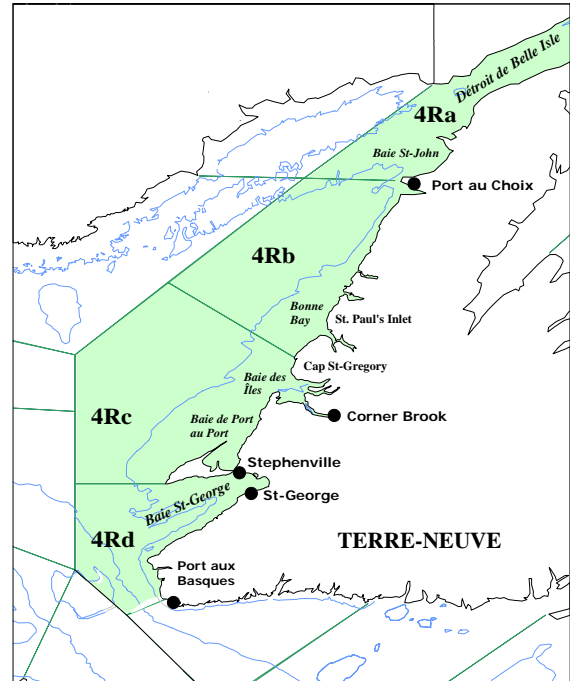 Détroit de Belle Isle
4Ra
Baie St-John
Port au Choix
4Rb
Bonne
Bay
St. Paul's Inlet
Cap St-Gregory
Baie des
Îles
4Rc
Baie de Port
au Port
Corner Brook
Stephenville
Baie St-George
St-George
4Rd
TERRE-NEUVE
Port aux
Basques